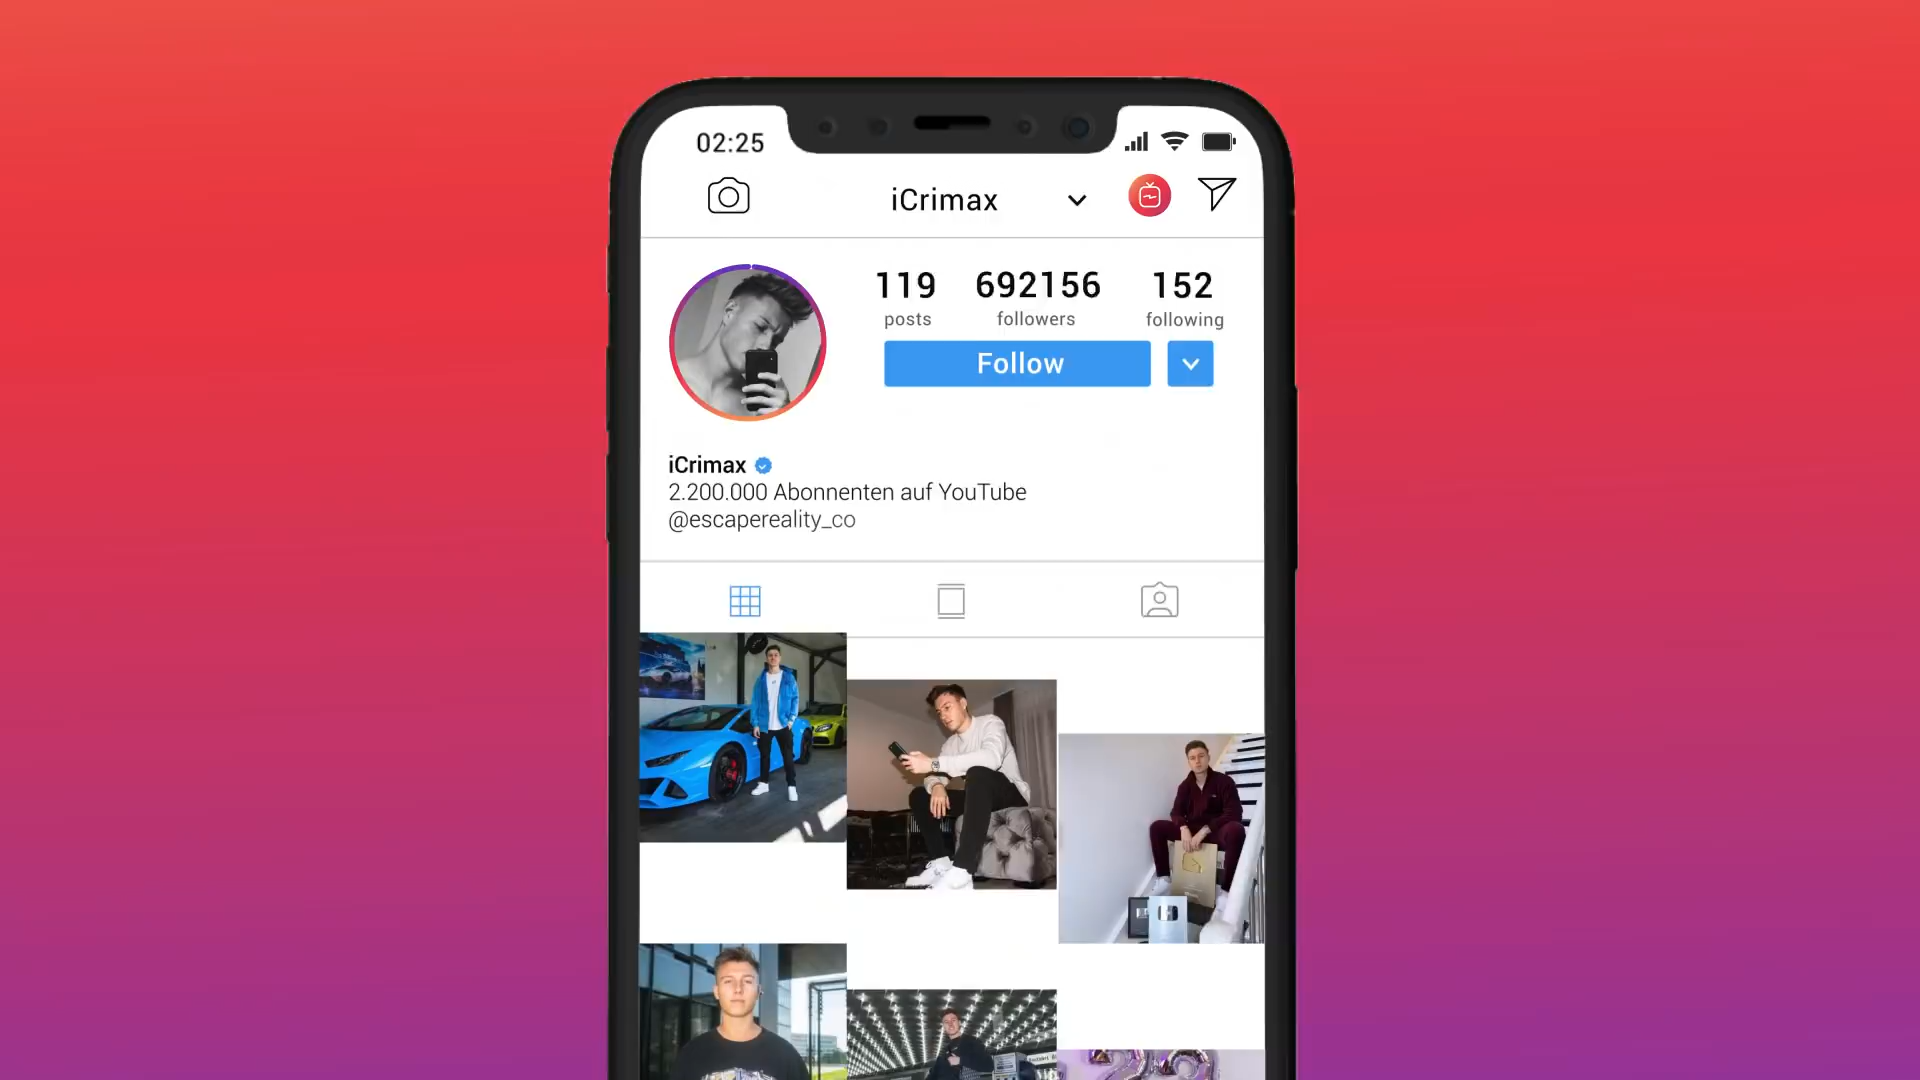 02:25
iCrimax
119 692156 152
posts followers following
Follow
iCrimax
2.200.000 Abonnenten auf YouTube
@escapereality_co